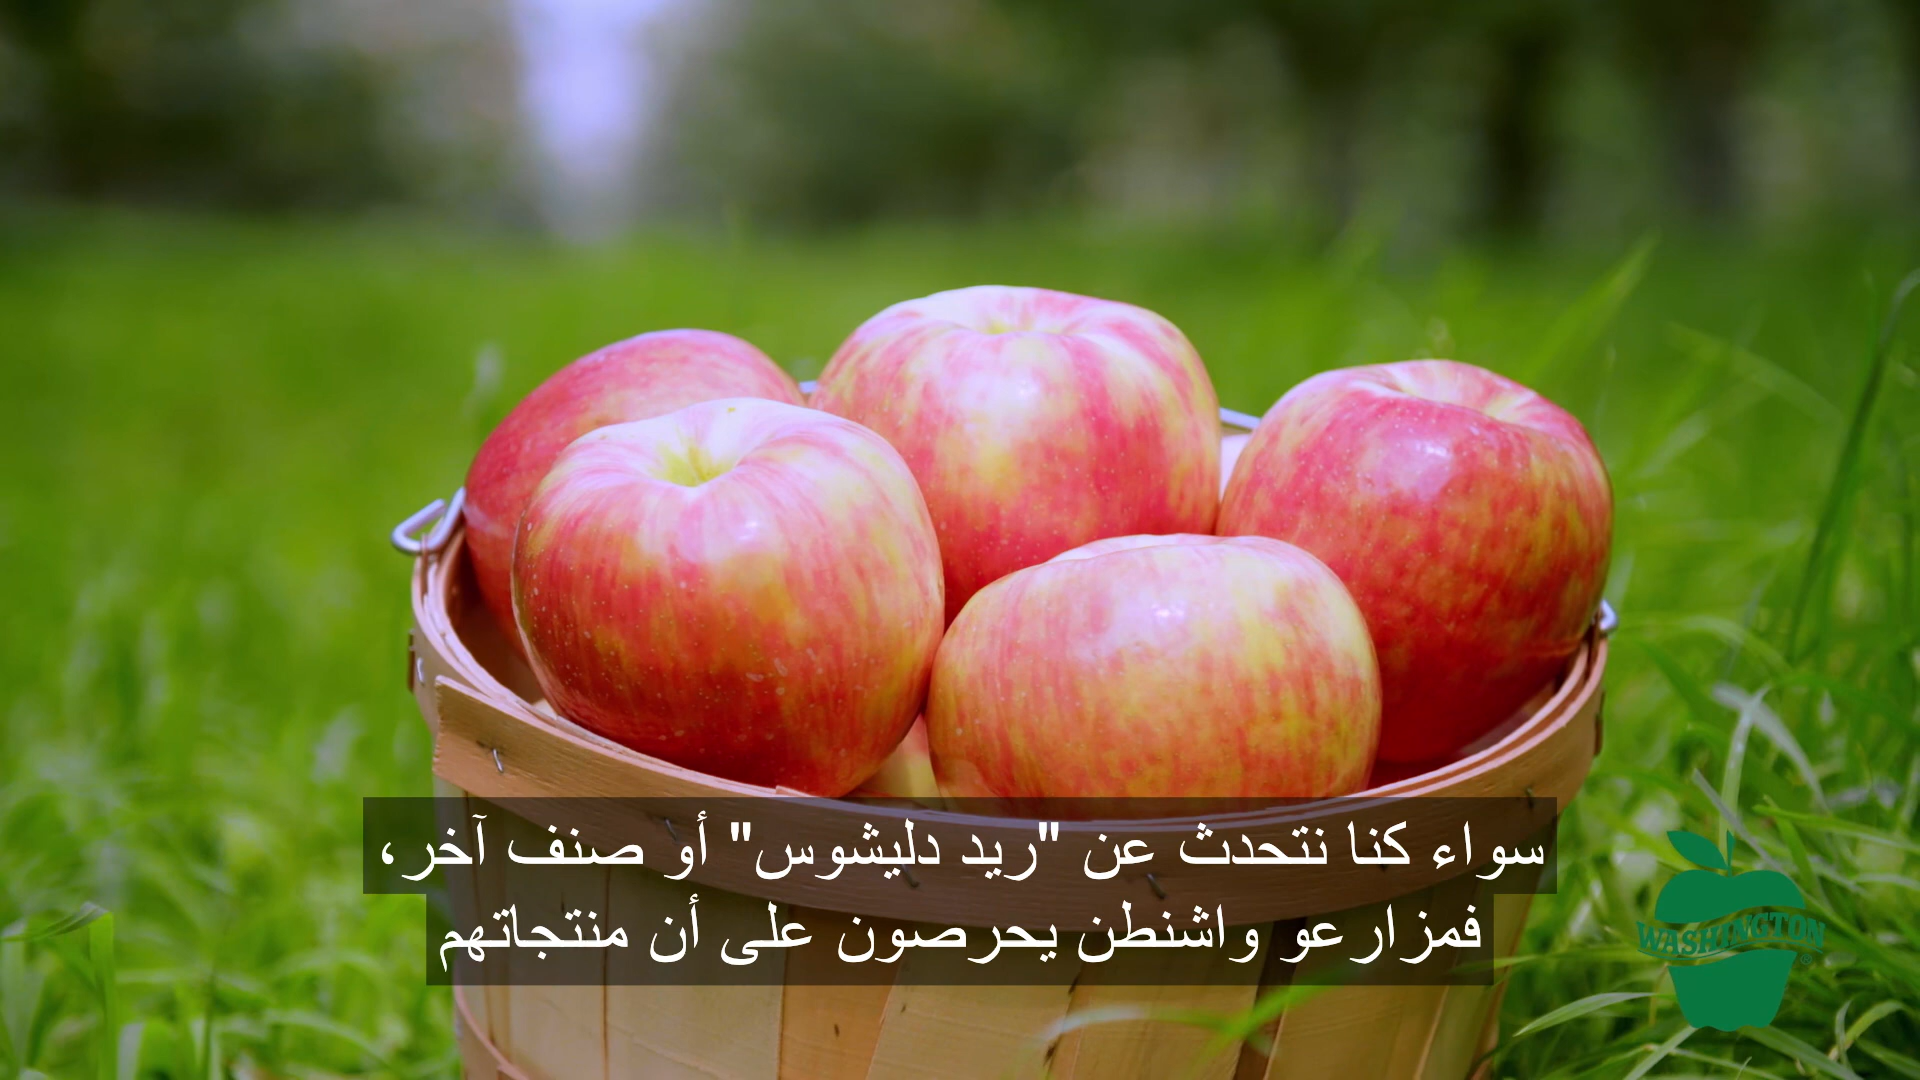 سواء كنا نتحدث عن "ريد دليشوس" أو صنف آخر،
فمزارعو واشنطن يحرصون على أن منتجاتهم
WASHINGTON